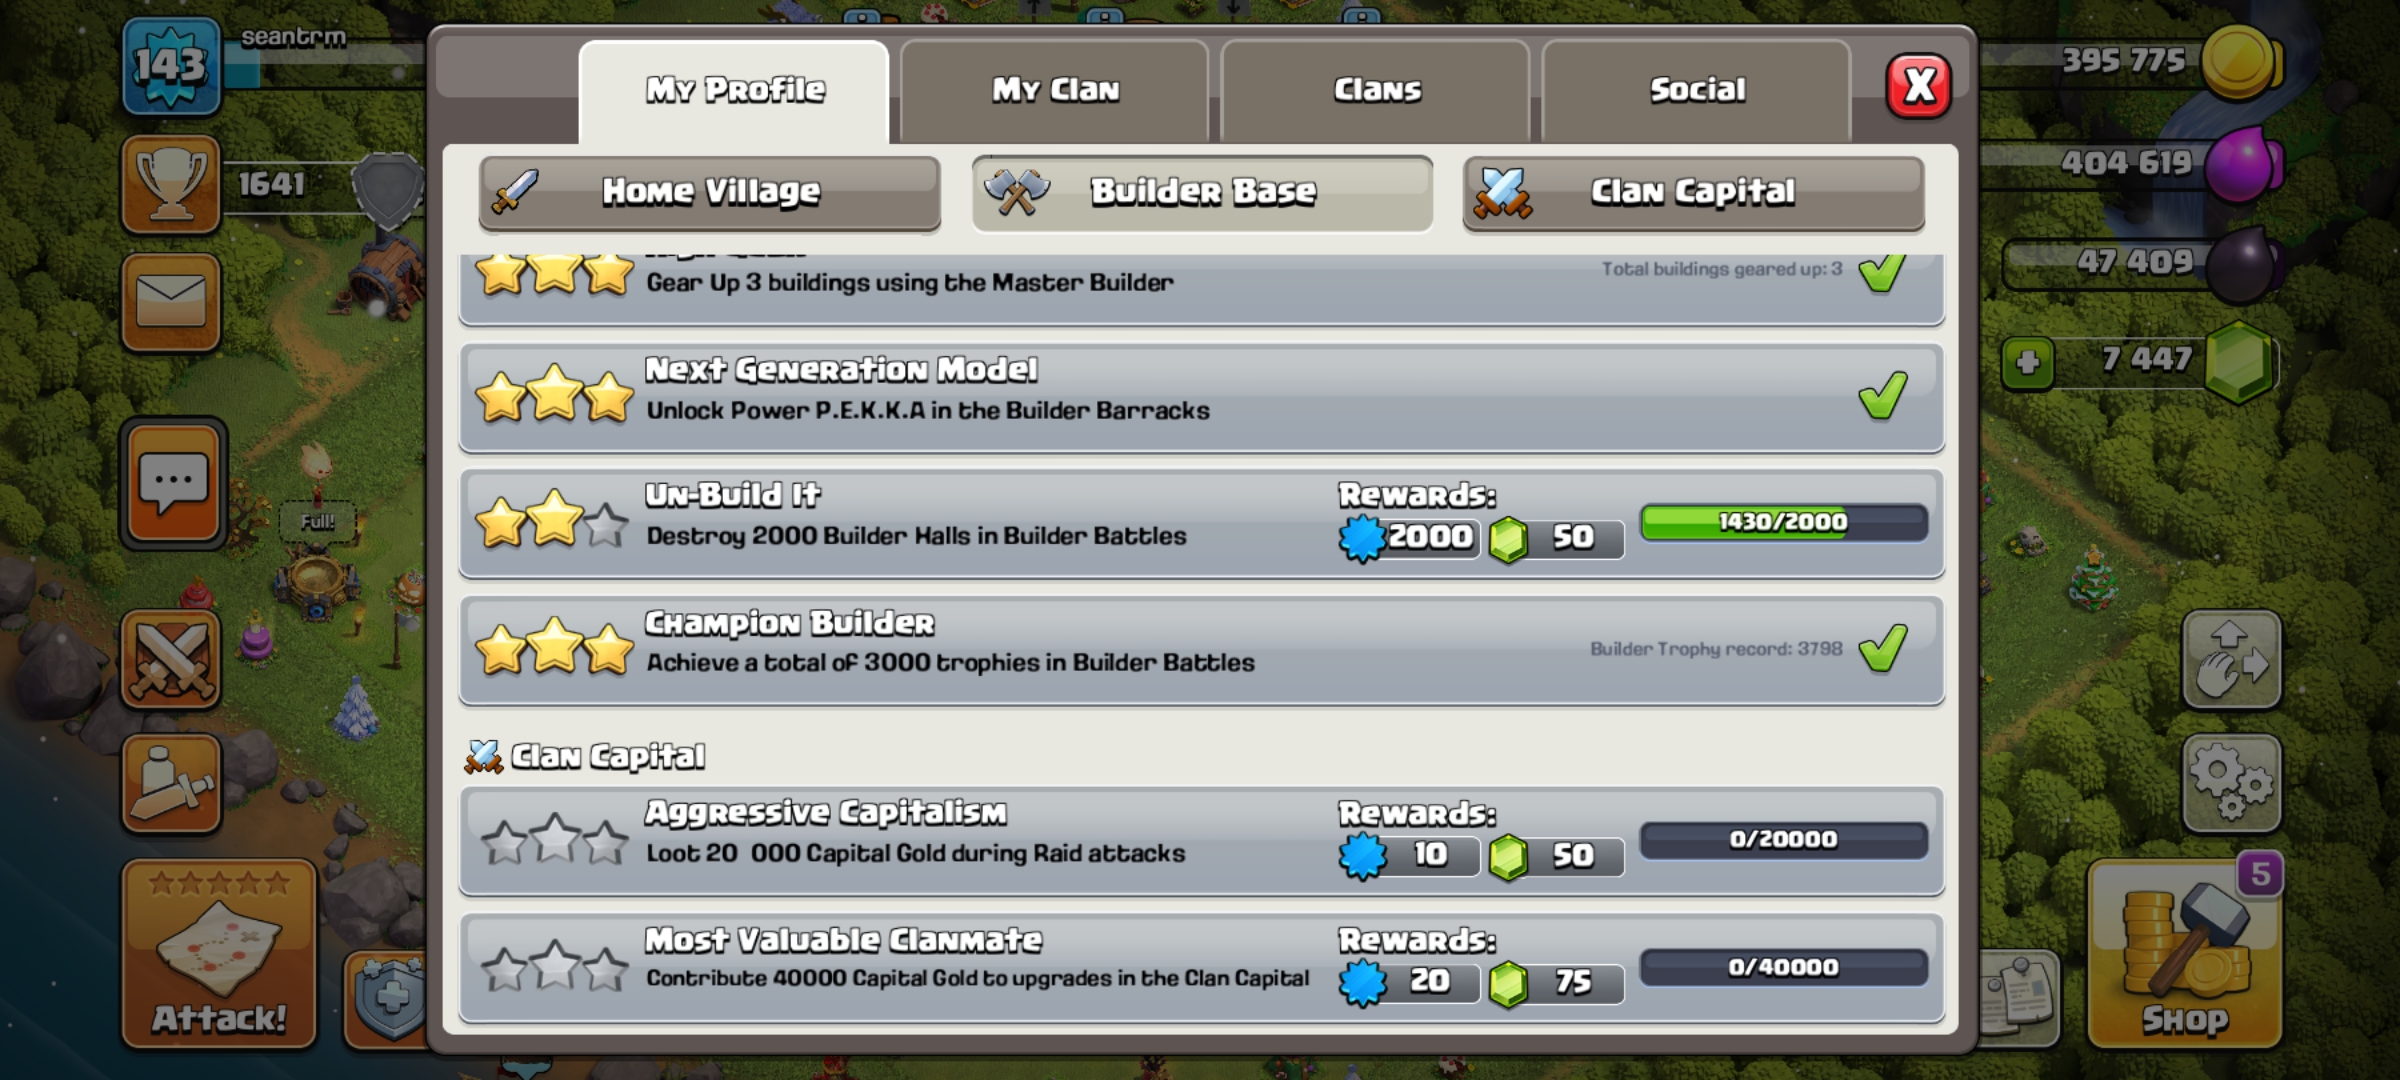 143
seantrm
My Profile
My Clan
Clans
Social
X
395 775
1641
Home Village
Builder Base
Clan Capital
404 619
Gear Up 3 buildings using the Master Builder
Total buildings geared up: 3
47 409
Next Generation Model
Unlock Power P.E.K.K.A in the Builder Barracks
7 447
Full!
Un-Build It
Destroy 2000 Builder Halls in Builder Battles
Rewards:
2000
50
1430/2000
Champion Builder
Achieve a total of 3000 trophies in Builder Battles
Builder Trophy record: 3798
Clan Capital
Aggressive Capitalism
Loot 20 000 Capital Gold during Raid attacks
Rewards:
10
50
0/20000
Most Valuable Clanmate
Contribute 40000 Capital Gold to upgrades in the Clan Capital
Rewards:
20
75
0/40000
Attack!
5
Shop